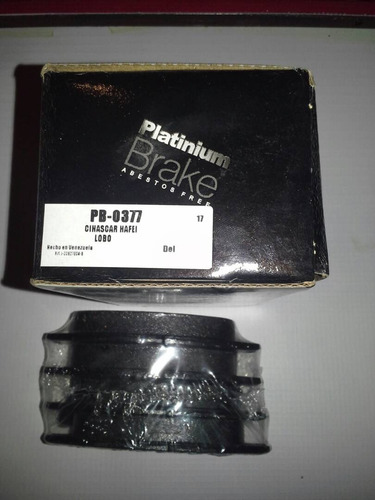 Platinium
Brake
ABESTOS FREE
PB-0377 17
CINASCAR HAFEI
LOBO
Hecho en Venezuela Del